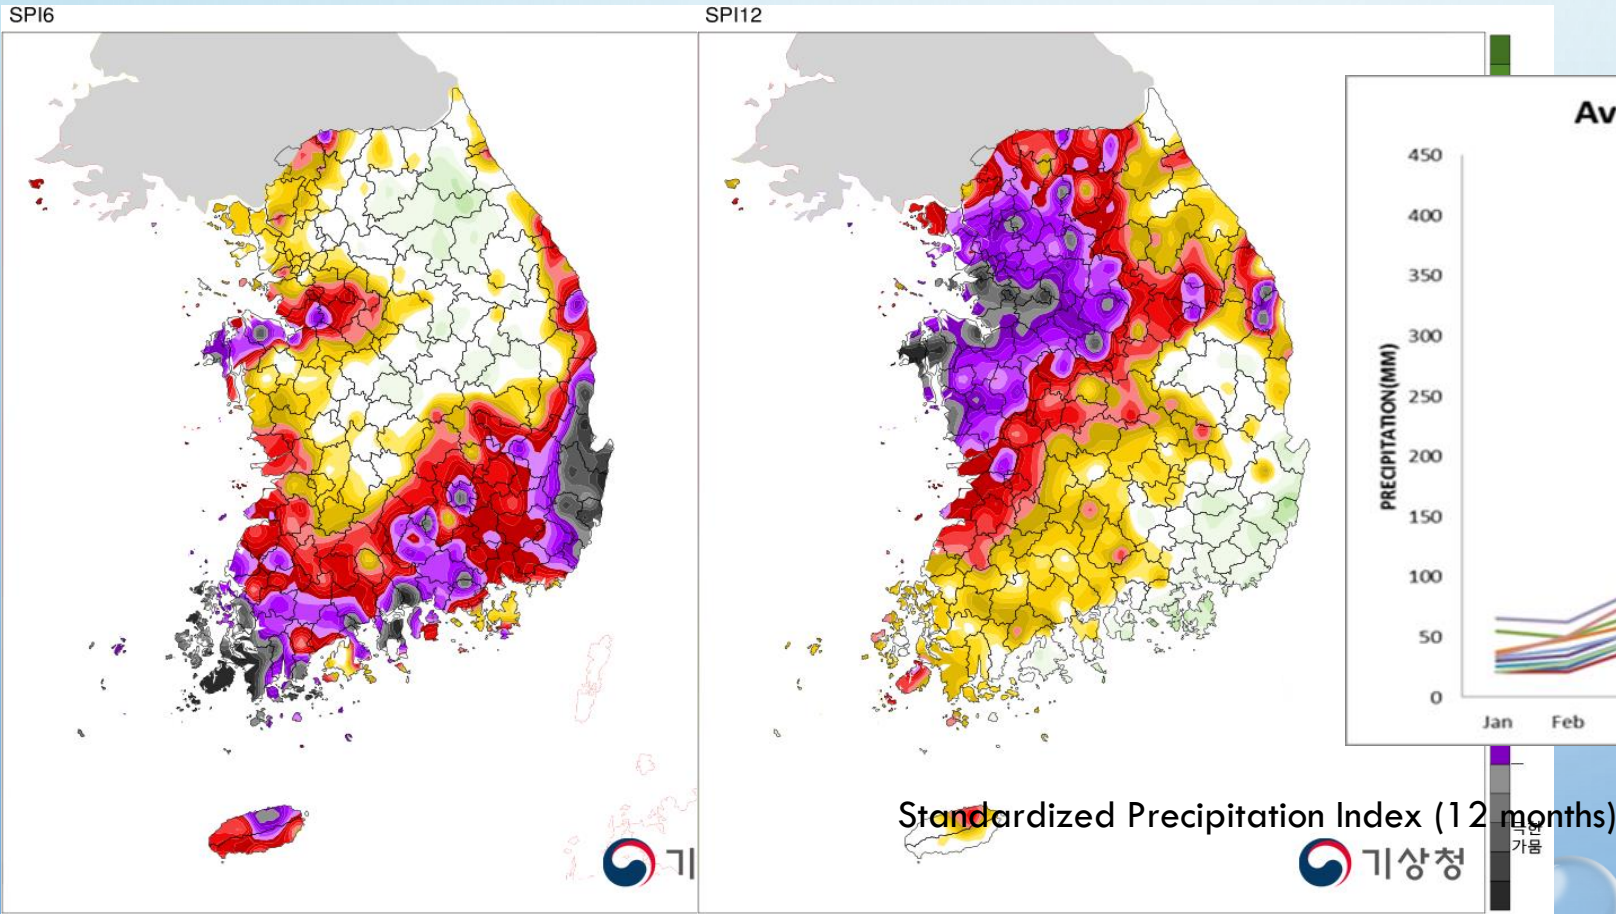 SPI6
SPI12
Av
450
400
350
300
250
200
150
100
50
0
PRECIPITATION(MM)
Jan Feb
Standardized Precipitation Index (12 months)
극한
가뭄
기
기상청